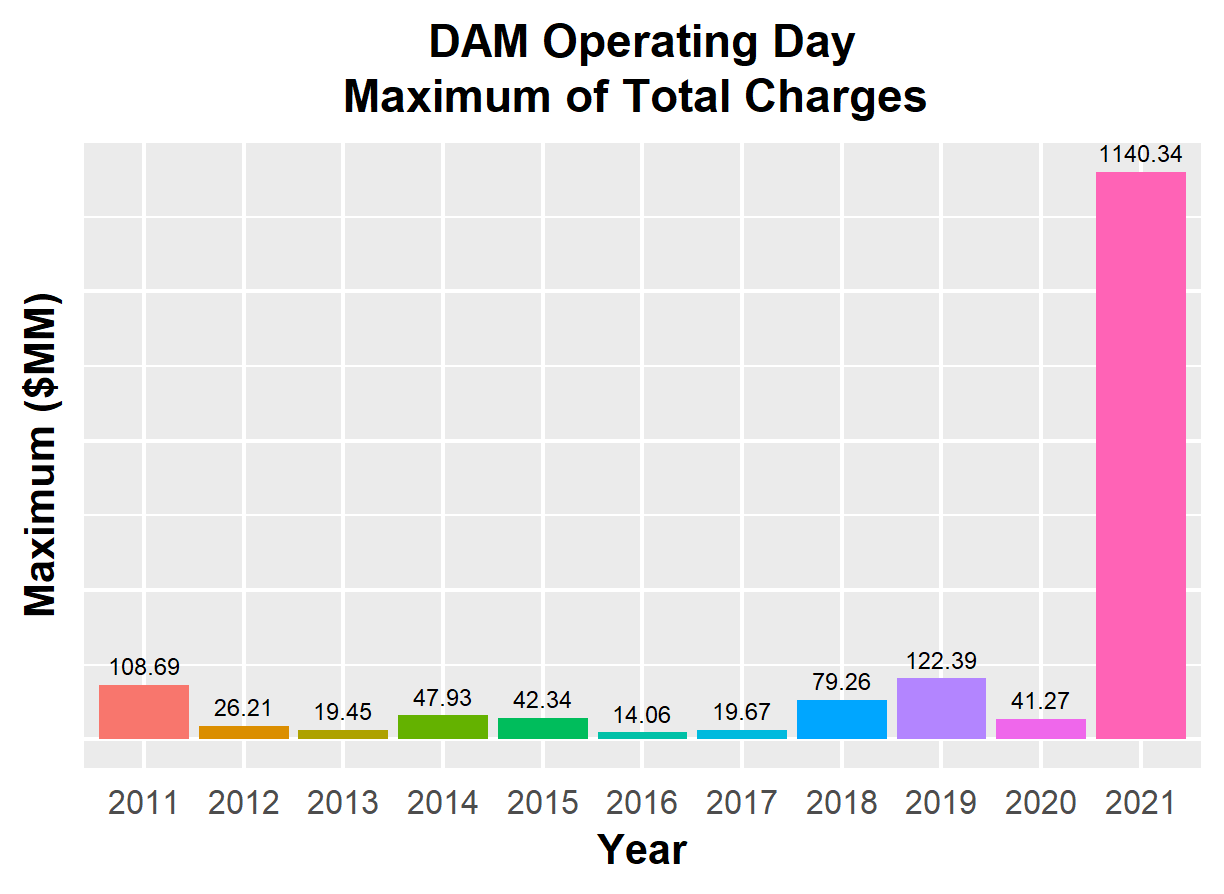 DAM Operating Day
Maximum of Total Charges
Maximum ($MM)
108.69
26.21
19.45
47.93
42.34
14.06
19.67
79.26
122.39
41.27
1140.34
2011 2012 2013 2014 2015 2016 2017 2018 2019 2020 2021
Year